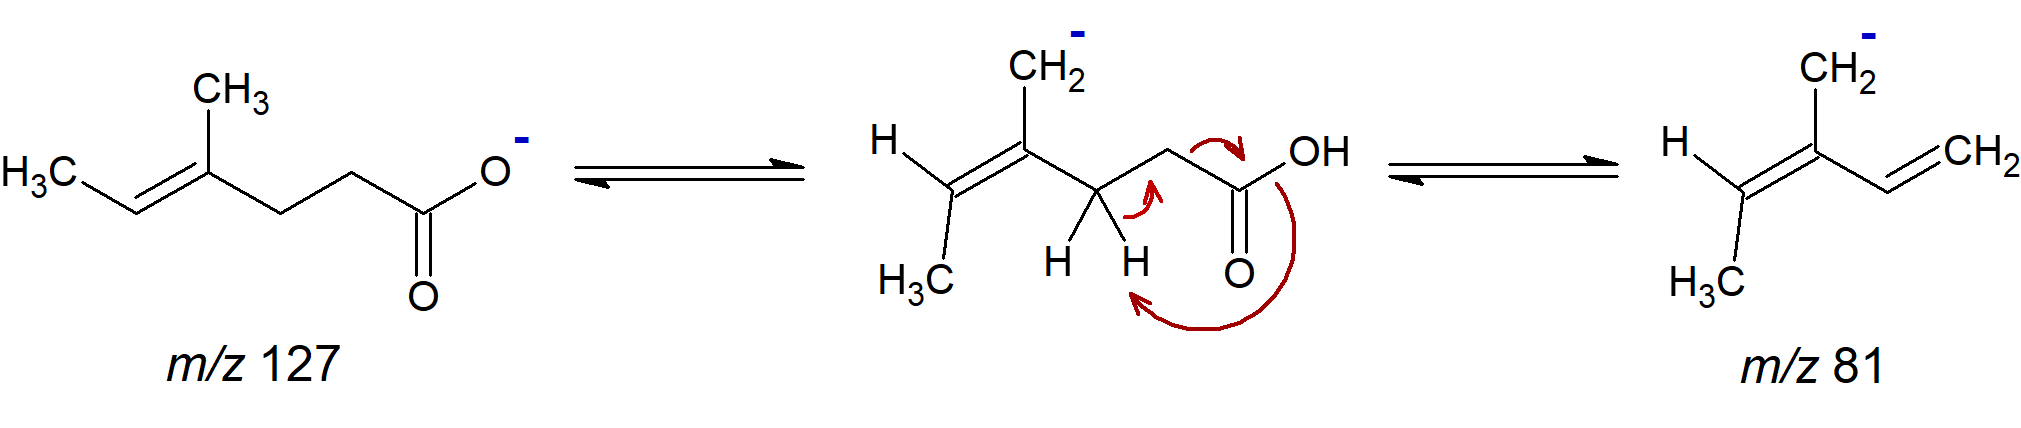 CH3
H3C
O-
O
m/z 127
CH2-
H
OH
H
H
O
H3C
CH2-
H
CH2
H3C
m/z 81